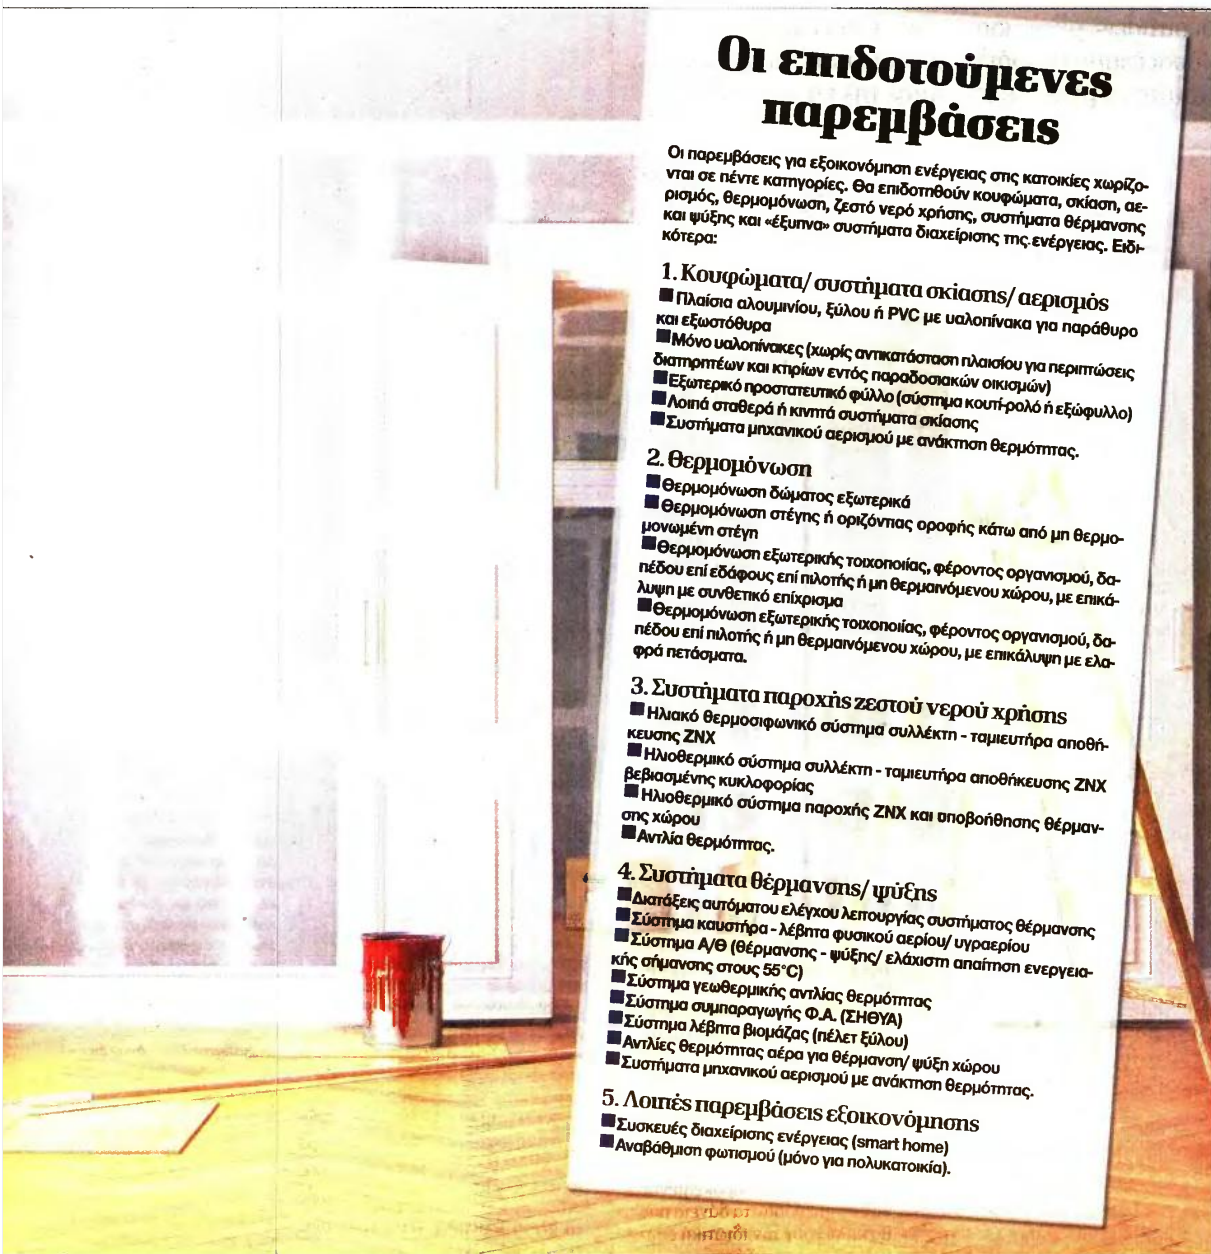 Οι επιδοτούμενες
παρεμβάσεις
Οι παρεμβάσεις για εξοικονόμηση ενέργειας στις κατοικίες χωρίζο-
νται σε πέντε κατηγορίες. Θα επιδοτηθούν κουφώματα, σκίαση, αε-
ρισμός, θερμομόνωση, ζεστό νερό χρήσης, συστήματα θέρμανσης
και ψύξης και «έξυπνα» συστήματα διαχείρισης της ενέργειας. Ειδι-
κότερα:
1. Κουφώματα/ συστήματα σκίασης/ αερισμός
■ Πλαίσια αλουμινίου, ξύλου ή PVC με υαλοπίνακα για παράθυρο
και εξωστόθυρα
■ Μόνο υαλοπίνακες (χωρίς αντικατάσταση πλαισίου για περιπτώσεις
διατηρητέων και κτιρίων εντός παραδοσιακών οικισμών)
■ Εξωτερικό προστατευτικό φύλλο (σύστημα κουτί-ρολό ή εξώφυλλο)
■ Λοιπά σταθερά ή κινητά συστήματα σκίασης
■ Συστήματα μηχανικού αερισμού με ανάκτηση θερμότητας.
2. Θερμομόνωση
■ Θερμομόνωση δώματος εξωτερικά
■ Θερμομόνωση στέγης ή οριζόντιας οροφής κάτω από μη θερμο-
μονωμένη στέγη
■ Θερμομόνωση εξωτερικής τοιχοποιίας, φέροντος οργανισμού, δα-
πέδου επί εδάφους επί πιλοτής ή μη θερμαινόμενου χώρου, με επικά-
λυψη με συνθετικό επίχρισμα
■ Θερμομόνωση εξωτερικής τοιχοποιίας, φέροντος οργανισμού, δα-
πέδου επί πιλοτής ή μη θερμαινόμενου χώρου, με επικάλυψη με ελα-
φρά πετάσματα.
3. Συστήματα παροχής ζεστού νερού χρήσης
■ Ηλιακό θερμοσιφωνικό σύστημα συλλέκτη - ταμιευτήρα αποθή-
κευσης ΖΝΧ
■ Ηλιοθερμικό σύστημα συλλέκτη - ταμιευτήρα αποθήκευσης ΖΝΧ
βεβιασμένης κυκλοφορίας
■ Ηλιοθερμικό σύστημα παροχής ΖΝΧ και υποβοήθησης θέρμαν-
σης χώρου
■ Αντλία θερμότητας.
4. Συστήματα θέρμανσης/ ψύξης
■ Διατάξεις αυτόματου ελέγχου λειτουργίας συστήματος θέρμανσης
■ Σύστημα καυστήρα - λέβητα φυσικού αερίου/ υγραερίου
■ Σύστημα Α/Θ (θέρμανσης - ψύξης/ ελάχιστη απαίτηση ενεργεια-
κής σήμανσης στους 55°C)
■ Σύστημα γεωθερμικής αντλίας θερμότητας
■ Σύστημα συμπαραγωγής Φ.Α. (ΣΗΘΥΑ)
■ Σύστημα λέβητα βιομάζας (πέλετ ξύλου)
■ Αντλίες θερμότητας αέρα για θέρμανση/ ψύξη χώρου
■ Συστήματα μηχανικού αερισμού με ανάκτηση θερμότητας.
5. Λοιπές παρεμβάσεις εξοικονόμησης
■ Συσκευές διαχείρισης ενέργειας (smart home)
■ Αναβάθμιση φωτισμού (μόνο για πολυκατοικία).